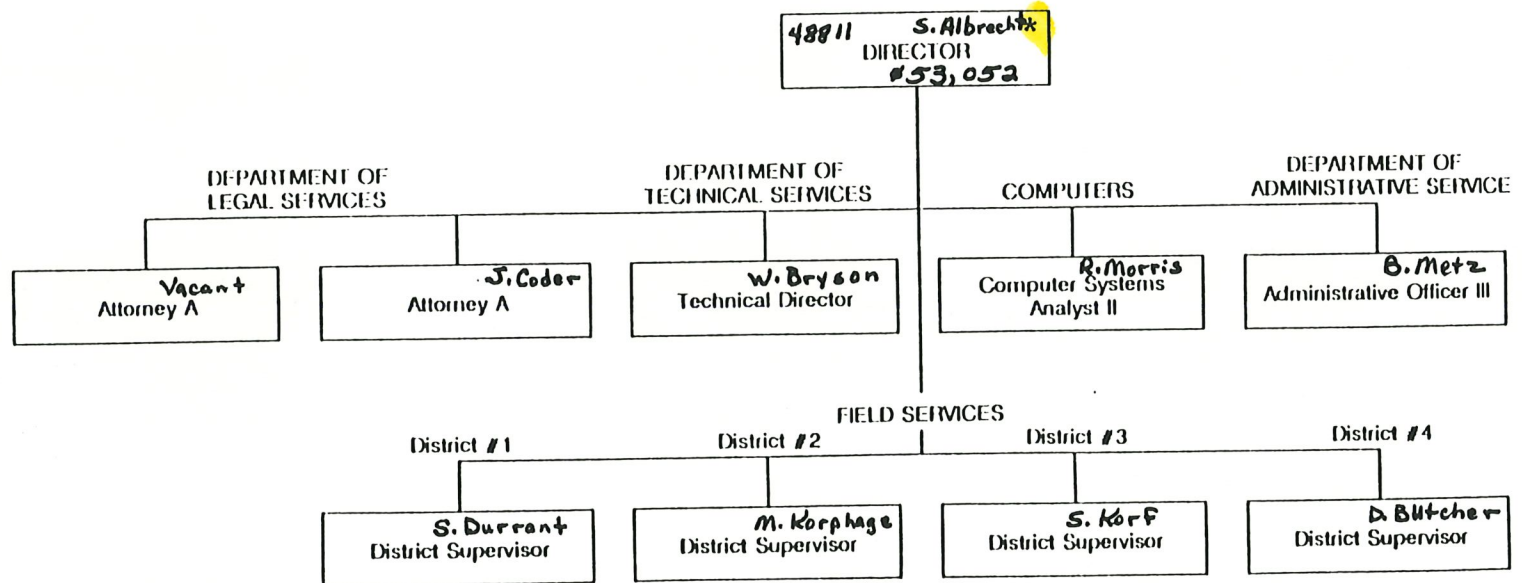 48811 S. Albrecht*
DIRECTOR
$53,052
DEPARTMENT OF
LEGAL SERVICES
DEPARTMENT OF
TECHNICAL SERVICES
COMPUTERS
DEPARTMENT OF
ADMINISTRATIVE SERVICE
Vacant
Attorney A
J. Coder
Attorney A
W. Bryson
Technical Director
R. Morris
Computer Systems
Analyst II
B. Metz
Administrative Officer III
FIELD SERVICES
District #1
District #2
District #3
District #4
S. Durrant
District Supervisor
M. Korphage
District Supervisor
S. Korf
District Supervisor
D. Butcher
District Supervisor